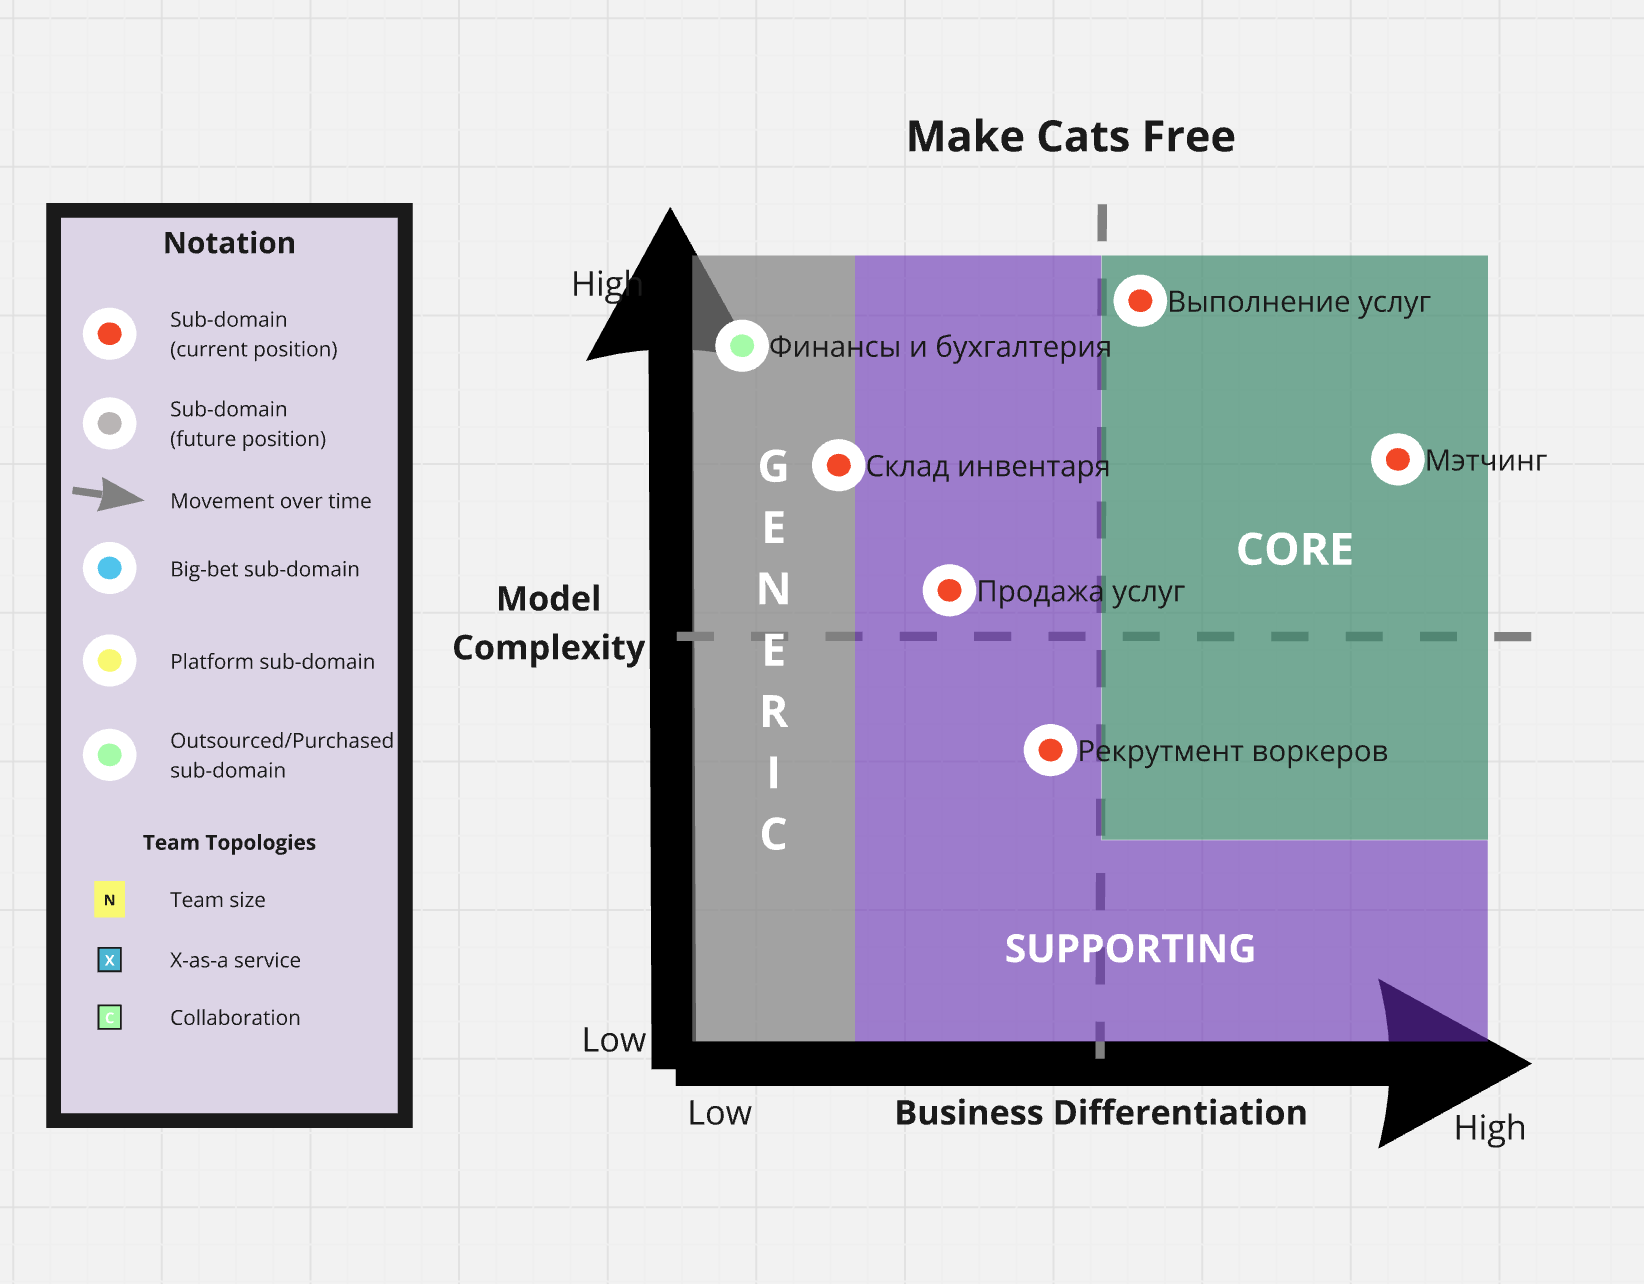 Make Cats Free
Notation
Sub-domain
(current position)
Sub-domain
(future position)
Movement over time
Big-bet sub-domain
Platform sub-domain
Outsourced/Purchased
sub-domain
Team Topologies
N
Team size
X
X-as-a service
C
Collaboration
High
Model
Complexity
Low
Выполнение услуг
Финансы и бухгалтерия
Склад инвентаря
Мэтчинг
Продажа услуг
Рекрутмент воркеров
G
E
N
E
R
I
C
CORE
SUPPORTING
Low
Business Differentiation
High